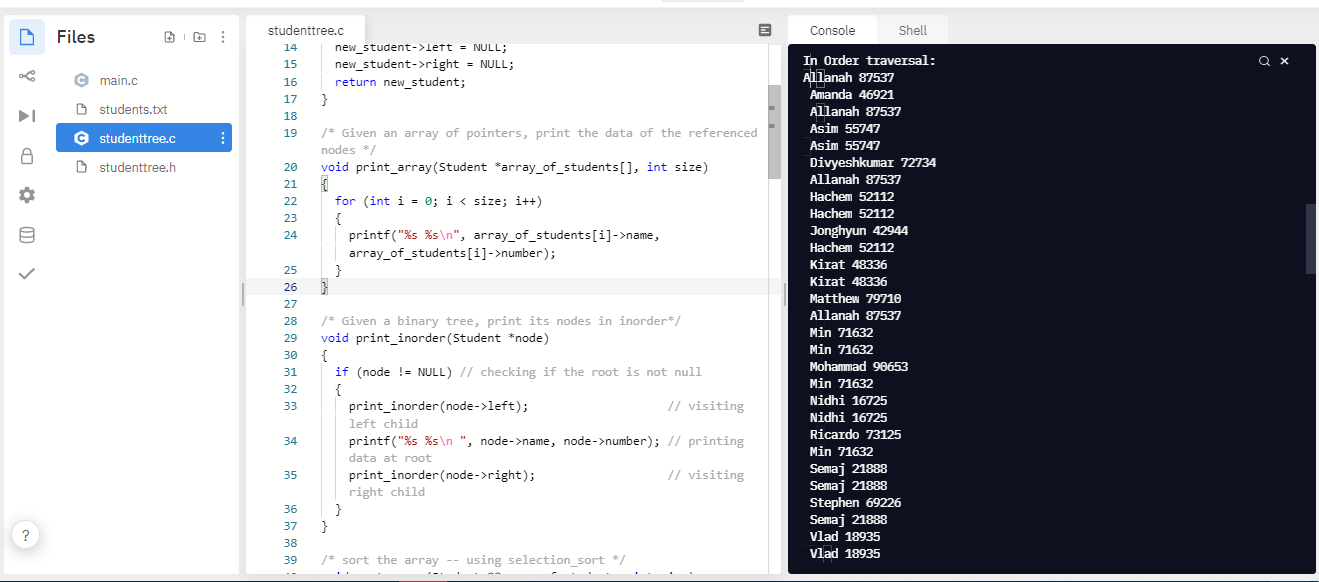 Files
main.c
students.txt
studenttree.c
studenttree.h
?
studenttree.c
14 new_student->left = NULL;
15 new_student->right = NULL;
16 return new_student;
17 }
18
19 /* Given an array of pointers, print the data of the referenced
nodes */
20 void print_array(Student *array_of_students[], int size)
21 {
22 for (int i = 0; i < size; i++)
23 {
24 printf("%s %s\n", array_of_students[i]->name,
array_of_students[i]->number);
25 }
26 }
27
28 /* Given a binary tree, print its nodes in inorder*/
29 void print_inorder(Student *node)
30 {
31 if (node != NULL) // checking if the root is not null
32 {
33 print_inorder(node->left); // visiting
left child
34 printf("%s %s\n ", node->name, node->number); // printing
data at root
35 print_inorder(node->right); // visiting
right child
36 }
37 }
38
39 /* sort the array -- using selection_sort */
Console Shell
In Order traversal:
Allanah 87537
Amanda 46921
Allanah 87537
Asim 55747
Asim 55747
Divyeshkumar 72734
Allanah 87537
Hachem 52112
Hachem 52112
Jonghyun 42944
Hachem 52112
Kirat 48336
Kirat 48336
Matthew 79710
Allanah 87537
Min 71632
Min 71632
Mohammad 90653
Min 71632
Nidhi 16725
Nidhi 16725
Ricardo 73125
Min 71632
Semaj 21888
Semaj 21888
Stephen 69226
Semaj 21888
Vlad 18935
Vlad 18935